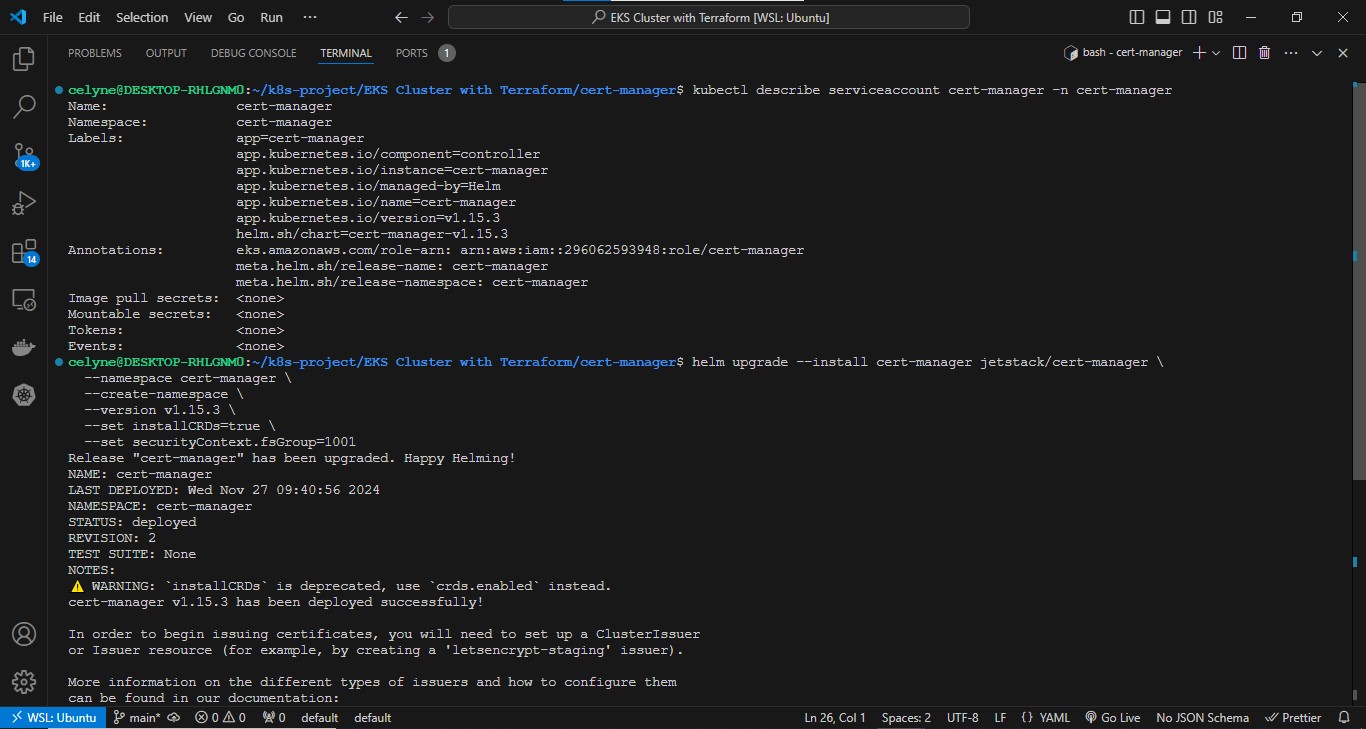 File Edit Selection View Go Run ··· EKS Cluster with Terraform [WSL: Ubuntu]
PROBLEMS OUTPUT DEBUG CONSOLE TERMINAL PORTS 1 bash - cert-manager
celyne@DESKTOP-RHLGNM0:~/k8s-project/EKS Cluster with Terraform/cert-manager$ kubectl describe serviceaccount cert-manager -n cert-manager
Name: cert-manager
Namespace: cert-manager
Labels: app=cert-manager
app.kubernetes.io/component=controller
app.kubernetes.io/instance=cert-manager
app.kubernetes.io/managed-by=Helm
app.kubernetes.io/name=cert-manager
app.kubernetes.io/version=v1.15.3
helm.sh/chart=cert-manager-v1.15.3
Annotations: eks.amazonaws.com/role-arn: arn:aws:iam::296062593948:role/cert-manager
meta.helm.sh/release-name: cert-manager
meta.helm.sh/release-namespace: cert-manager
Image pull secrets: <none>
Mountable secrets: <none>
Tokens: <none>
Events: <none>
celyne@DESKTOP-RHLGNM0:~/k8s-project/EKS Cluster with Terraform/cert-manager$ helm upgrade --install cert-manager jetstack/cert-manager \
--namespace cert-manager \
--create-namespace \
--version v1.15.3 \
--set installCRDs=true \
--set securityContext.fsGroup=1001
Release "cert-manager" has been upgraded. Happy Helming!
NAME: cert-manager
LAST DEPLOYED: Wed Nov 27 09:40:56 2024
NAMESPACE: cert-manager
STATUS: deployed
REVISION: 2
TEST SUITE: None
NOTES:
⚠ WARNING: `installCRDs` is deprecated, use `crds.enabled` instead.
cert-manager v1.15.3 has been deployed successfully!
In order to begin issuing certificates, you will need to set up a ClusterIssuer
or Issuer resource (for example, by creating a 'letsencrypt-staging' issuer).
More information on the different types of issuers and how to configure them
can be found in our documentation:
1K+
14
WSL: Ubuntu main* 0 0 0 default default Ln 26, Col 1 Spaces: 2 UTF-8 LF {} YAML Go Live No JSON Schema Prettier